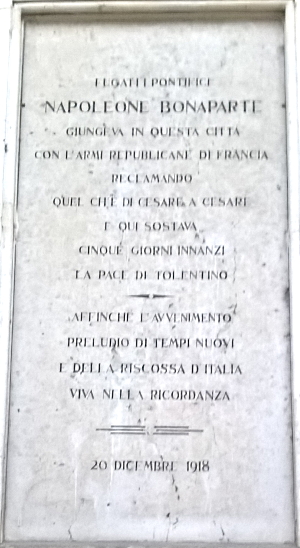 FUGATI I PONTIFICI
NAPOLEONE BONAPARTE
GIUNGEVA IN QUESTA CITTÀ
CON L'ARMI REPUBLICANE DI FRANCIA
RECLAMANDO
QUEL CH'È DI CESARE A CESARE
E QUI SOSTAVA
CINQUE GIORNI INNANZI
LA PACE DI TOLENTINO
AFFINCHÈ L'AVVENIMENTO
PRELUDIO DI TEMPI NUOVI
E DELLA RISCOSSA D'ITALIA
VIVA NELLA RICORDANZA
20 DICEMBRE 1918